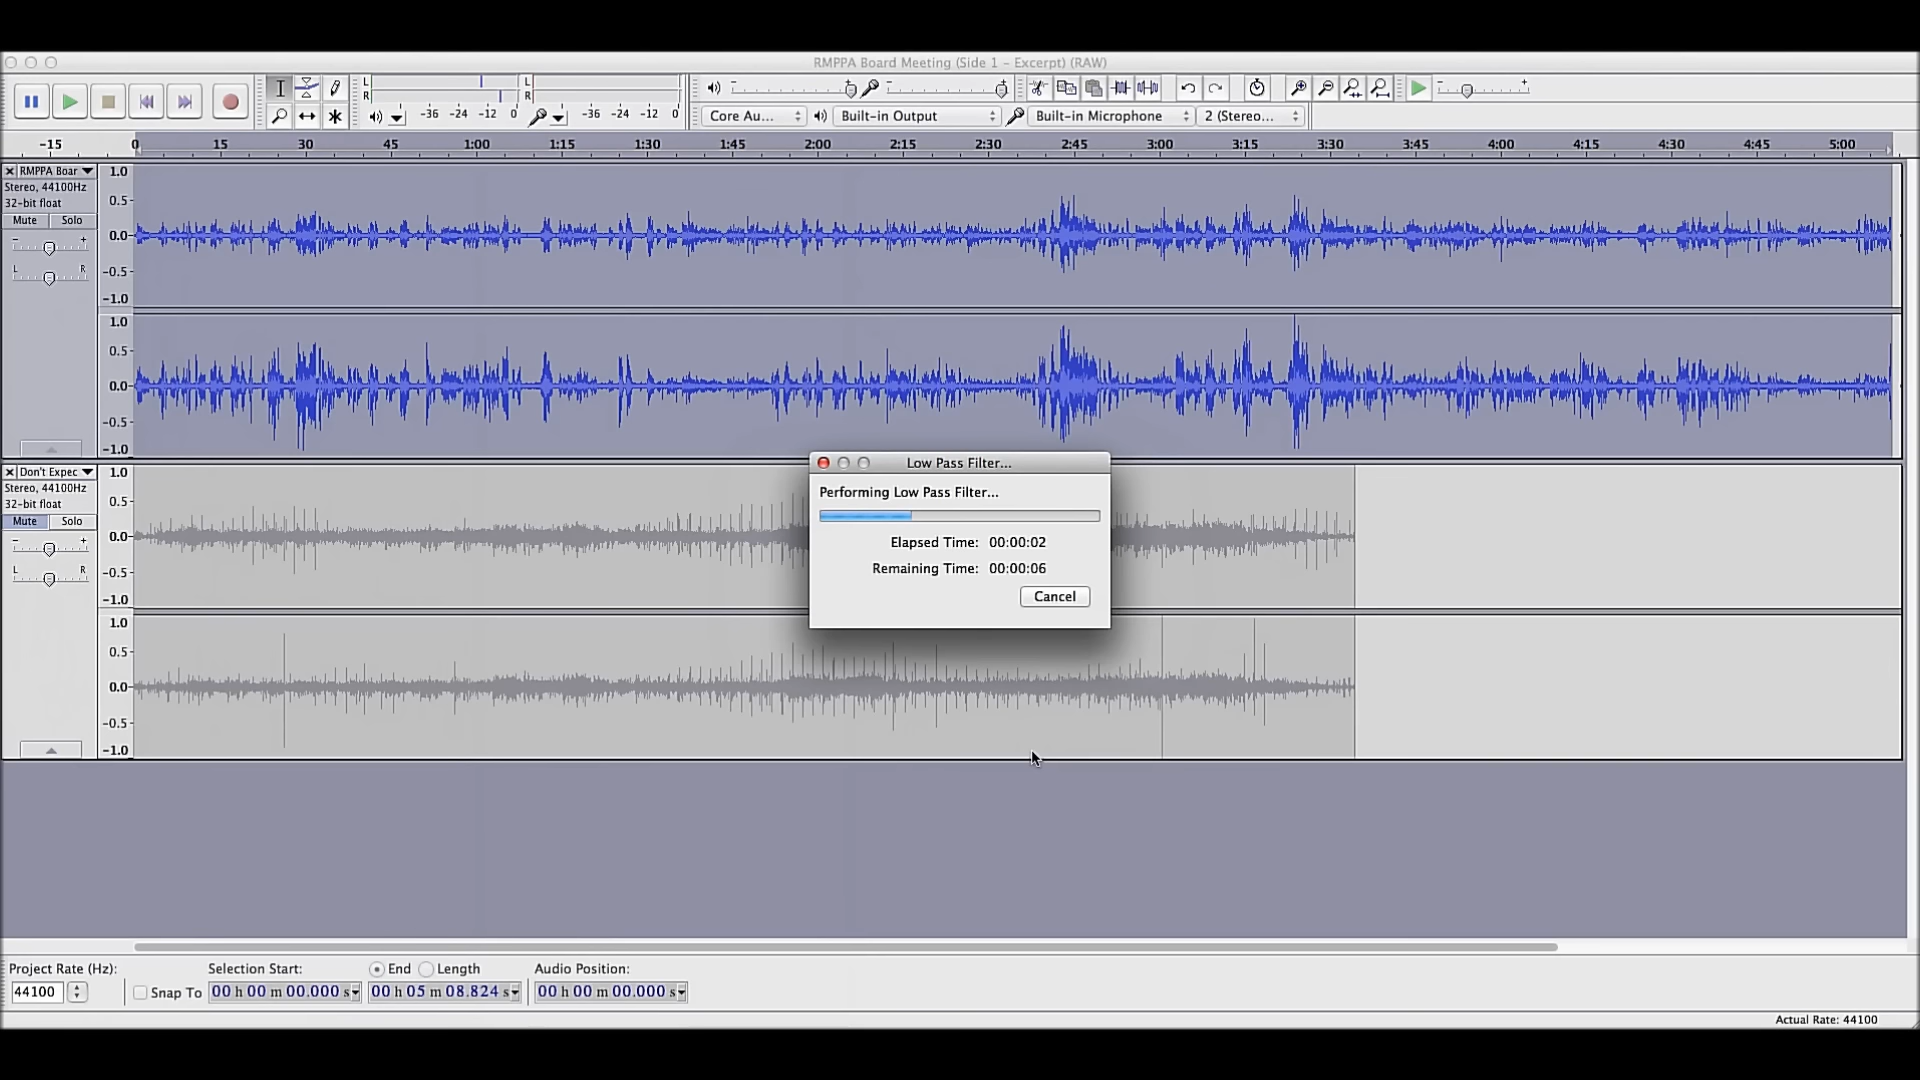 RMPPA Board Meeting (Side 1 - Excerpt) (RAW)
L
R
-36 -24 -12 0
L
R
-36 -24 -12 0
Core Au...
Built-in Output
Built-in Microphone
2 (Stereo...
-15 0 15 30 45 1:00 1:15 1:30 1:45 2:00 2:15 2:30 2:45 3:00 3:15 3:30 3:45 4:00 4:15 4:30 4:45 5:00
RMPPA Boar
Stereo, 44100Hz
32-bit float
Mute Solo
- +
L R
1.0
0.5-
0.0-
-0.5-
-1.0
1.0
0.5-
0.0-
-0.5-
-1.0
Don't Expec
Stereo, 44100Hz
32-bit float
Mute Solo
- +
L R
1.0
0.5-
0.0-
-0.5-
-1.0
1.0
0.5-
0.0-
-0.5-
-1.0
Low Pass Filter...
Performing Low Pass Filter...
Elapsed Time: 00:00:02
Remaining Time: 00:00:06
Cancel
Project Rate (Hz):
44100
Snap To
Selection Start:
00 h 00 m 00.000 s
End Length
00 h 05 m 08.824 s
Audio Position:
00 h 00 m 00.000 s
Actual Rate: 44100